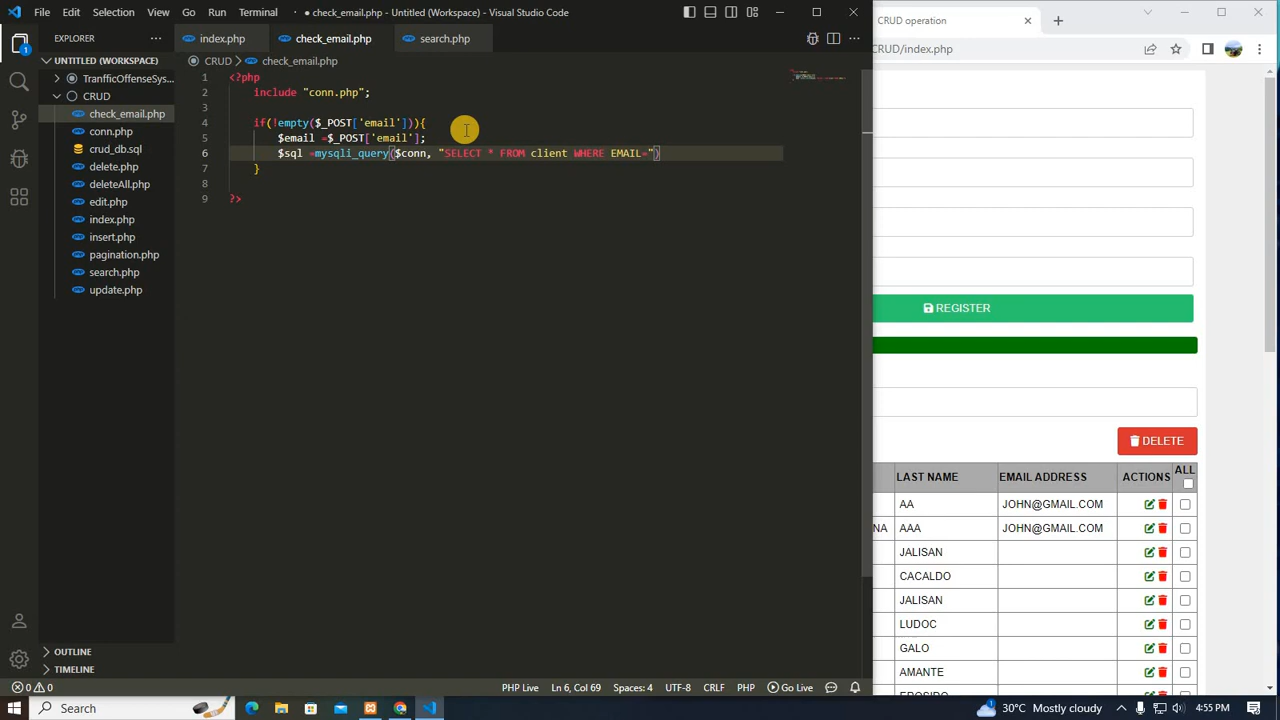 File Edit Selection View Go Run Terminal
● check_email.php - Untitled (Workspace) - Visual Studio Code
CRUD operation
EXPLORER
index.php
check_email.php
search.php
CRUD/index.php
UNTITLED (WORKSPACE)
CRUD > check_email.php
TranfficOffenseSys...
CRUD
check_email.php
conn.php
crud_db.sql
delete.php
deleteAll.php
edit.php
index.php
insert.php
pagination.php
search.php
update.php
1 <?php
2 include "conn.php";
3
4 if(!empty($_POST['email'])){
5 $email =$_POST['email'];
6 $sql =mysqli_query($conn, "SELECT * FROM client WHERE EMAIL=")
7 }
8
9 ?>
REGISTER
DELETE
LAST NAME EMAIL ADDRESS ACTIONS ALL
AA JOHN@GMAIL.COM
NA AAA JOHN@GMAIL.COM
JALISAN
CACALDO
JALISAN
LUDOC
GALO
AMANTE
EROSIDO
OUTLINE
TIMELINE
0 0
PHP Live Ln 6, Col 69 Spaces: 4 UTF-8 CRLF PHP Go Live
Search
30°C Mostly cloudy 4:55 PM